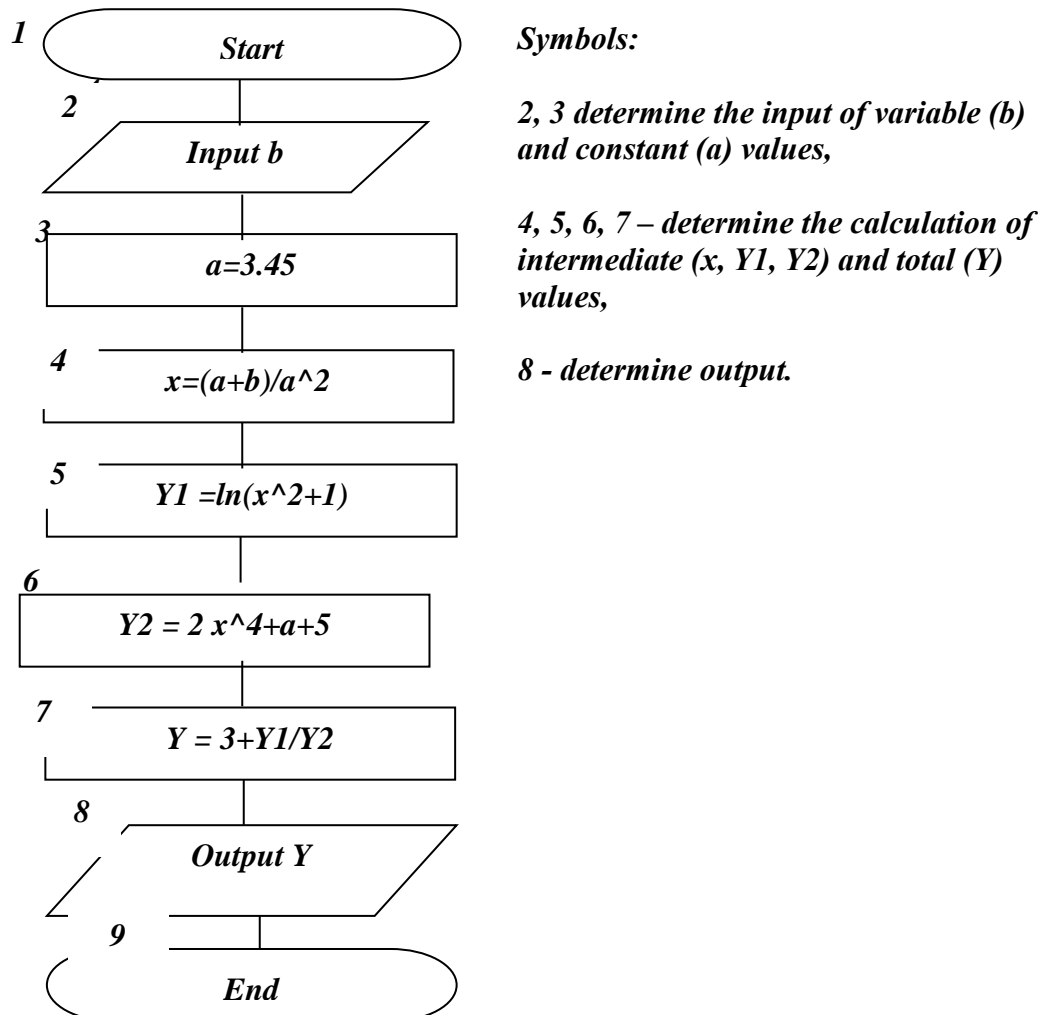 1
Start
2
Input b
3
a=3.45
4
x=(a+b)/a^2
5
Y1 =ln(x^2+1)
6
Y2 = 2 x^4+a+5
7
Y = 3+Y1/Y2
8
Output Y
9
End
Symbols:
2, 3 determine the input of variable (b)
and constant (a) values,
4, 5, 6, 7 – determine the calculation of
intermediate (x, Y1, Y2) and total (Y)
values,
8 - determine output.